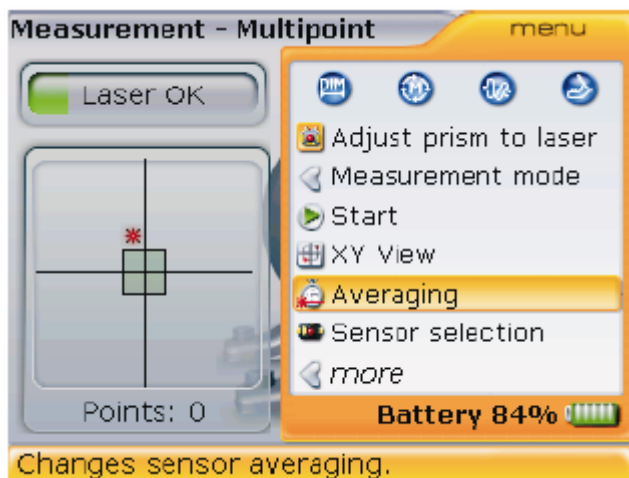 Measurement - Multipoint
menu
Laser OK
DIM
M
Adjust prism to laser
Measurement mode
Start
XY View
Averaging
Sensor selection
more
Points: 0
Battery 84%
Changes sensor averaging.